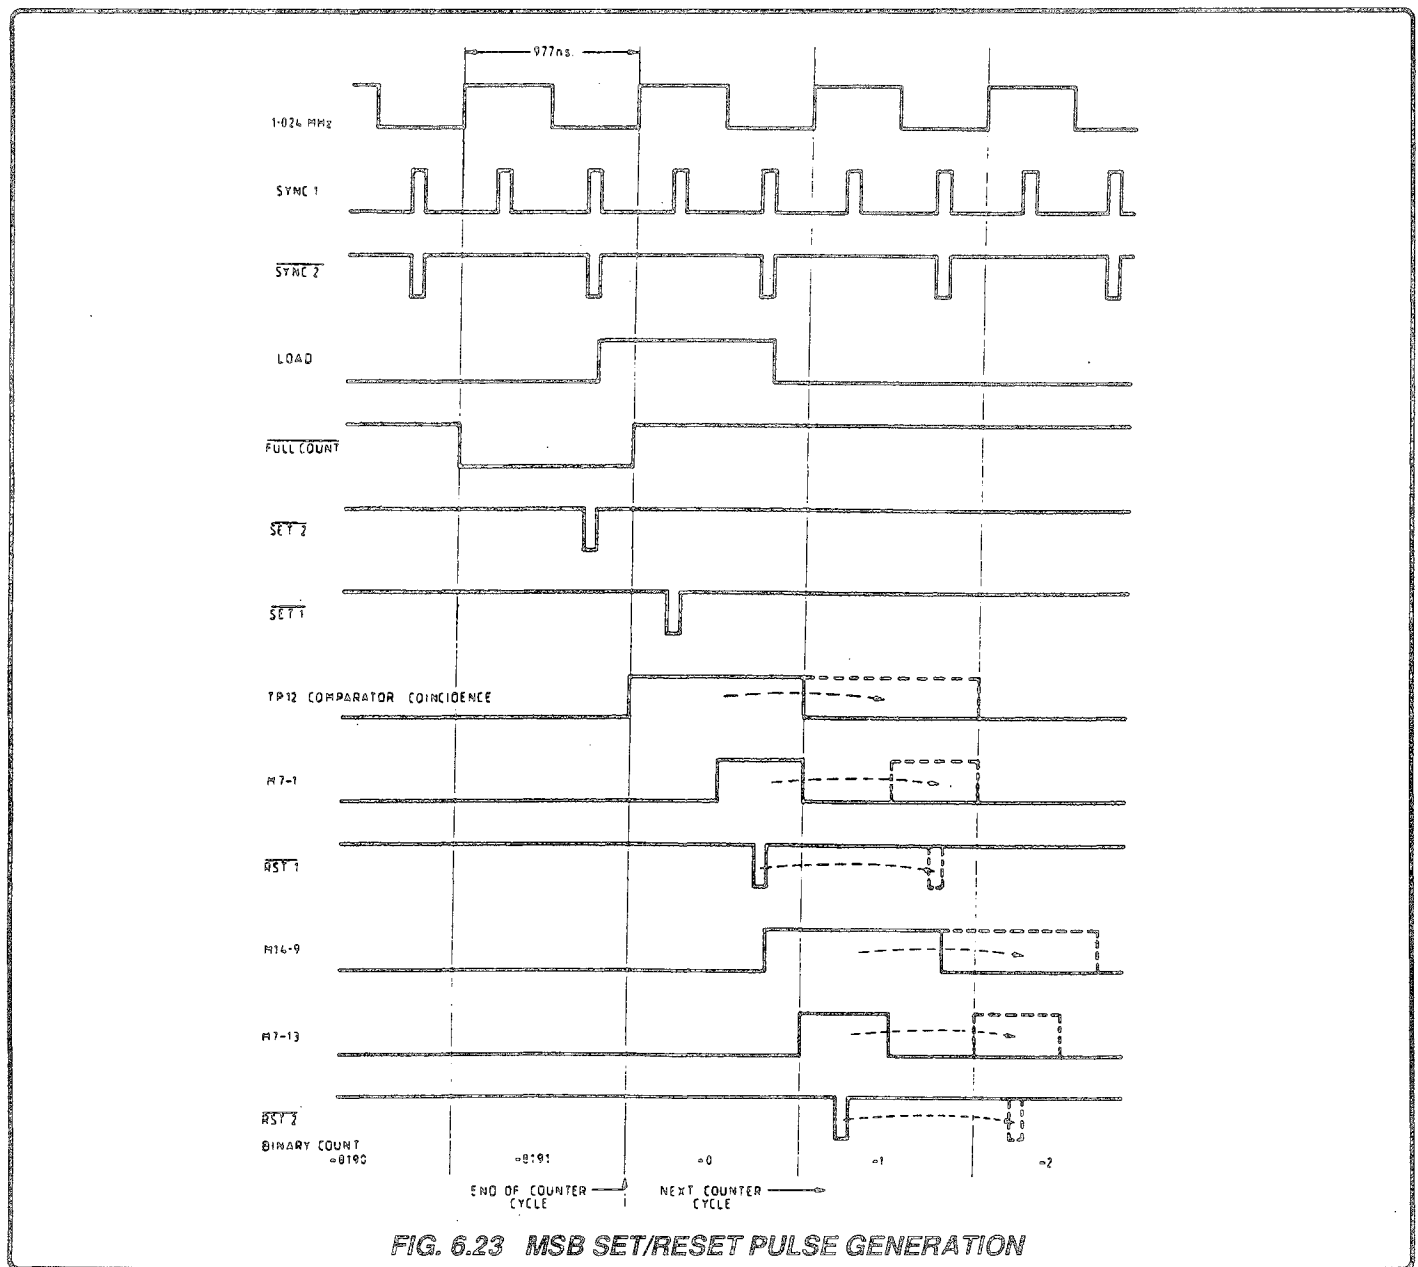 977ns.
1.024 MHz
SYNC 1
SYNC 2
LOAD
FULL COUNT
SET 2
SET 1
TP12 COMPARATOR COINCIDENCE
M7-1
RST 1
M16-9
M7-13
RST 2
BINARY COUNT
=8190 =8191 =0 =1 =2
END OF COUNTER CYCLE
NEXT COUNTER CYCLE
FIG. 6.23 MSB SET/RESET PULSE GENERATION